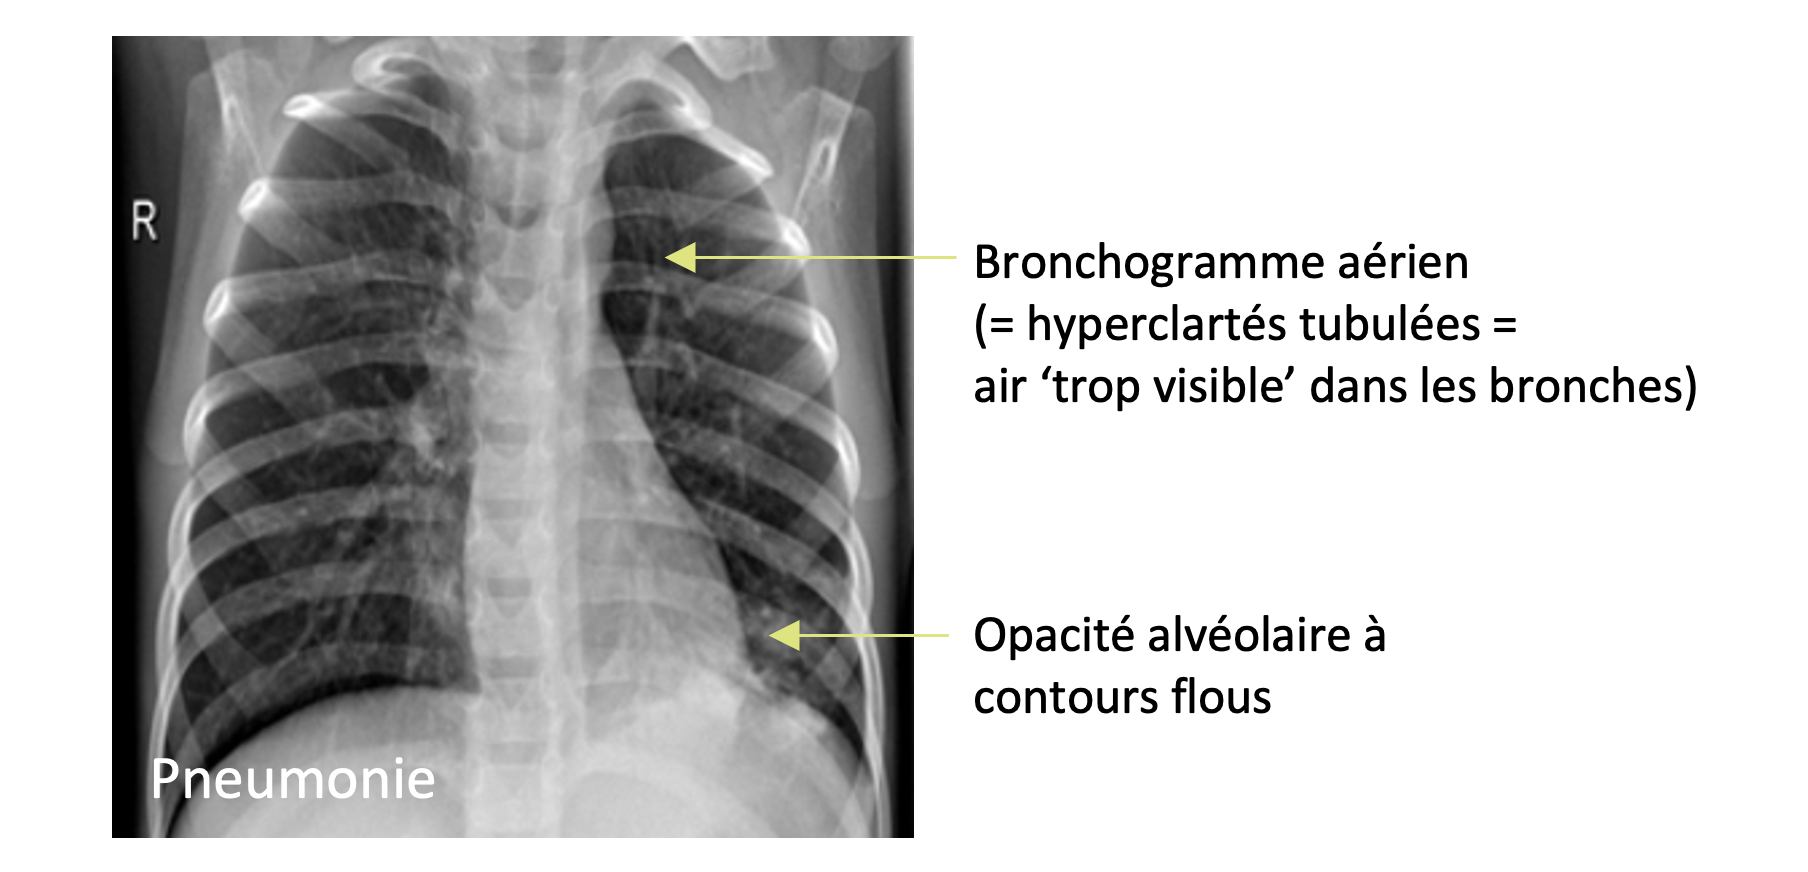 R
Bronchogramme aérien
(= hyperclartés tubulées =
air ‘trop visible’ dans les bronches)
Opacité alvéolaire à
contours flous
Pneumonie